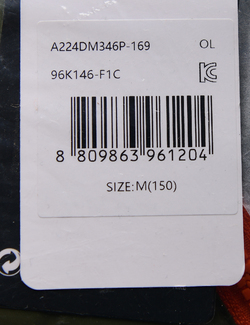 A224DM346P-169 OL
96K146-F1C
8 809863 961204
SIZE:M(150)